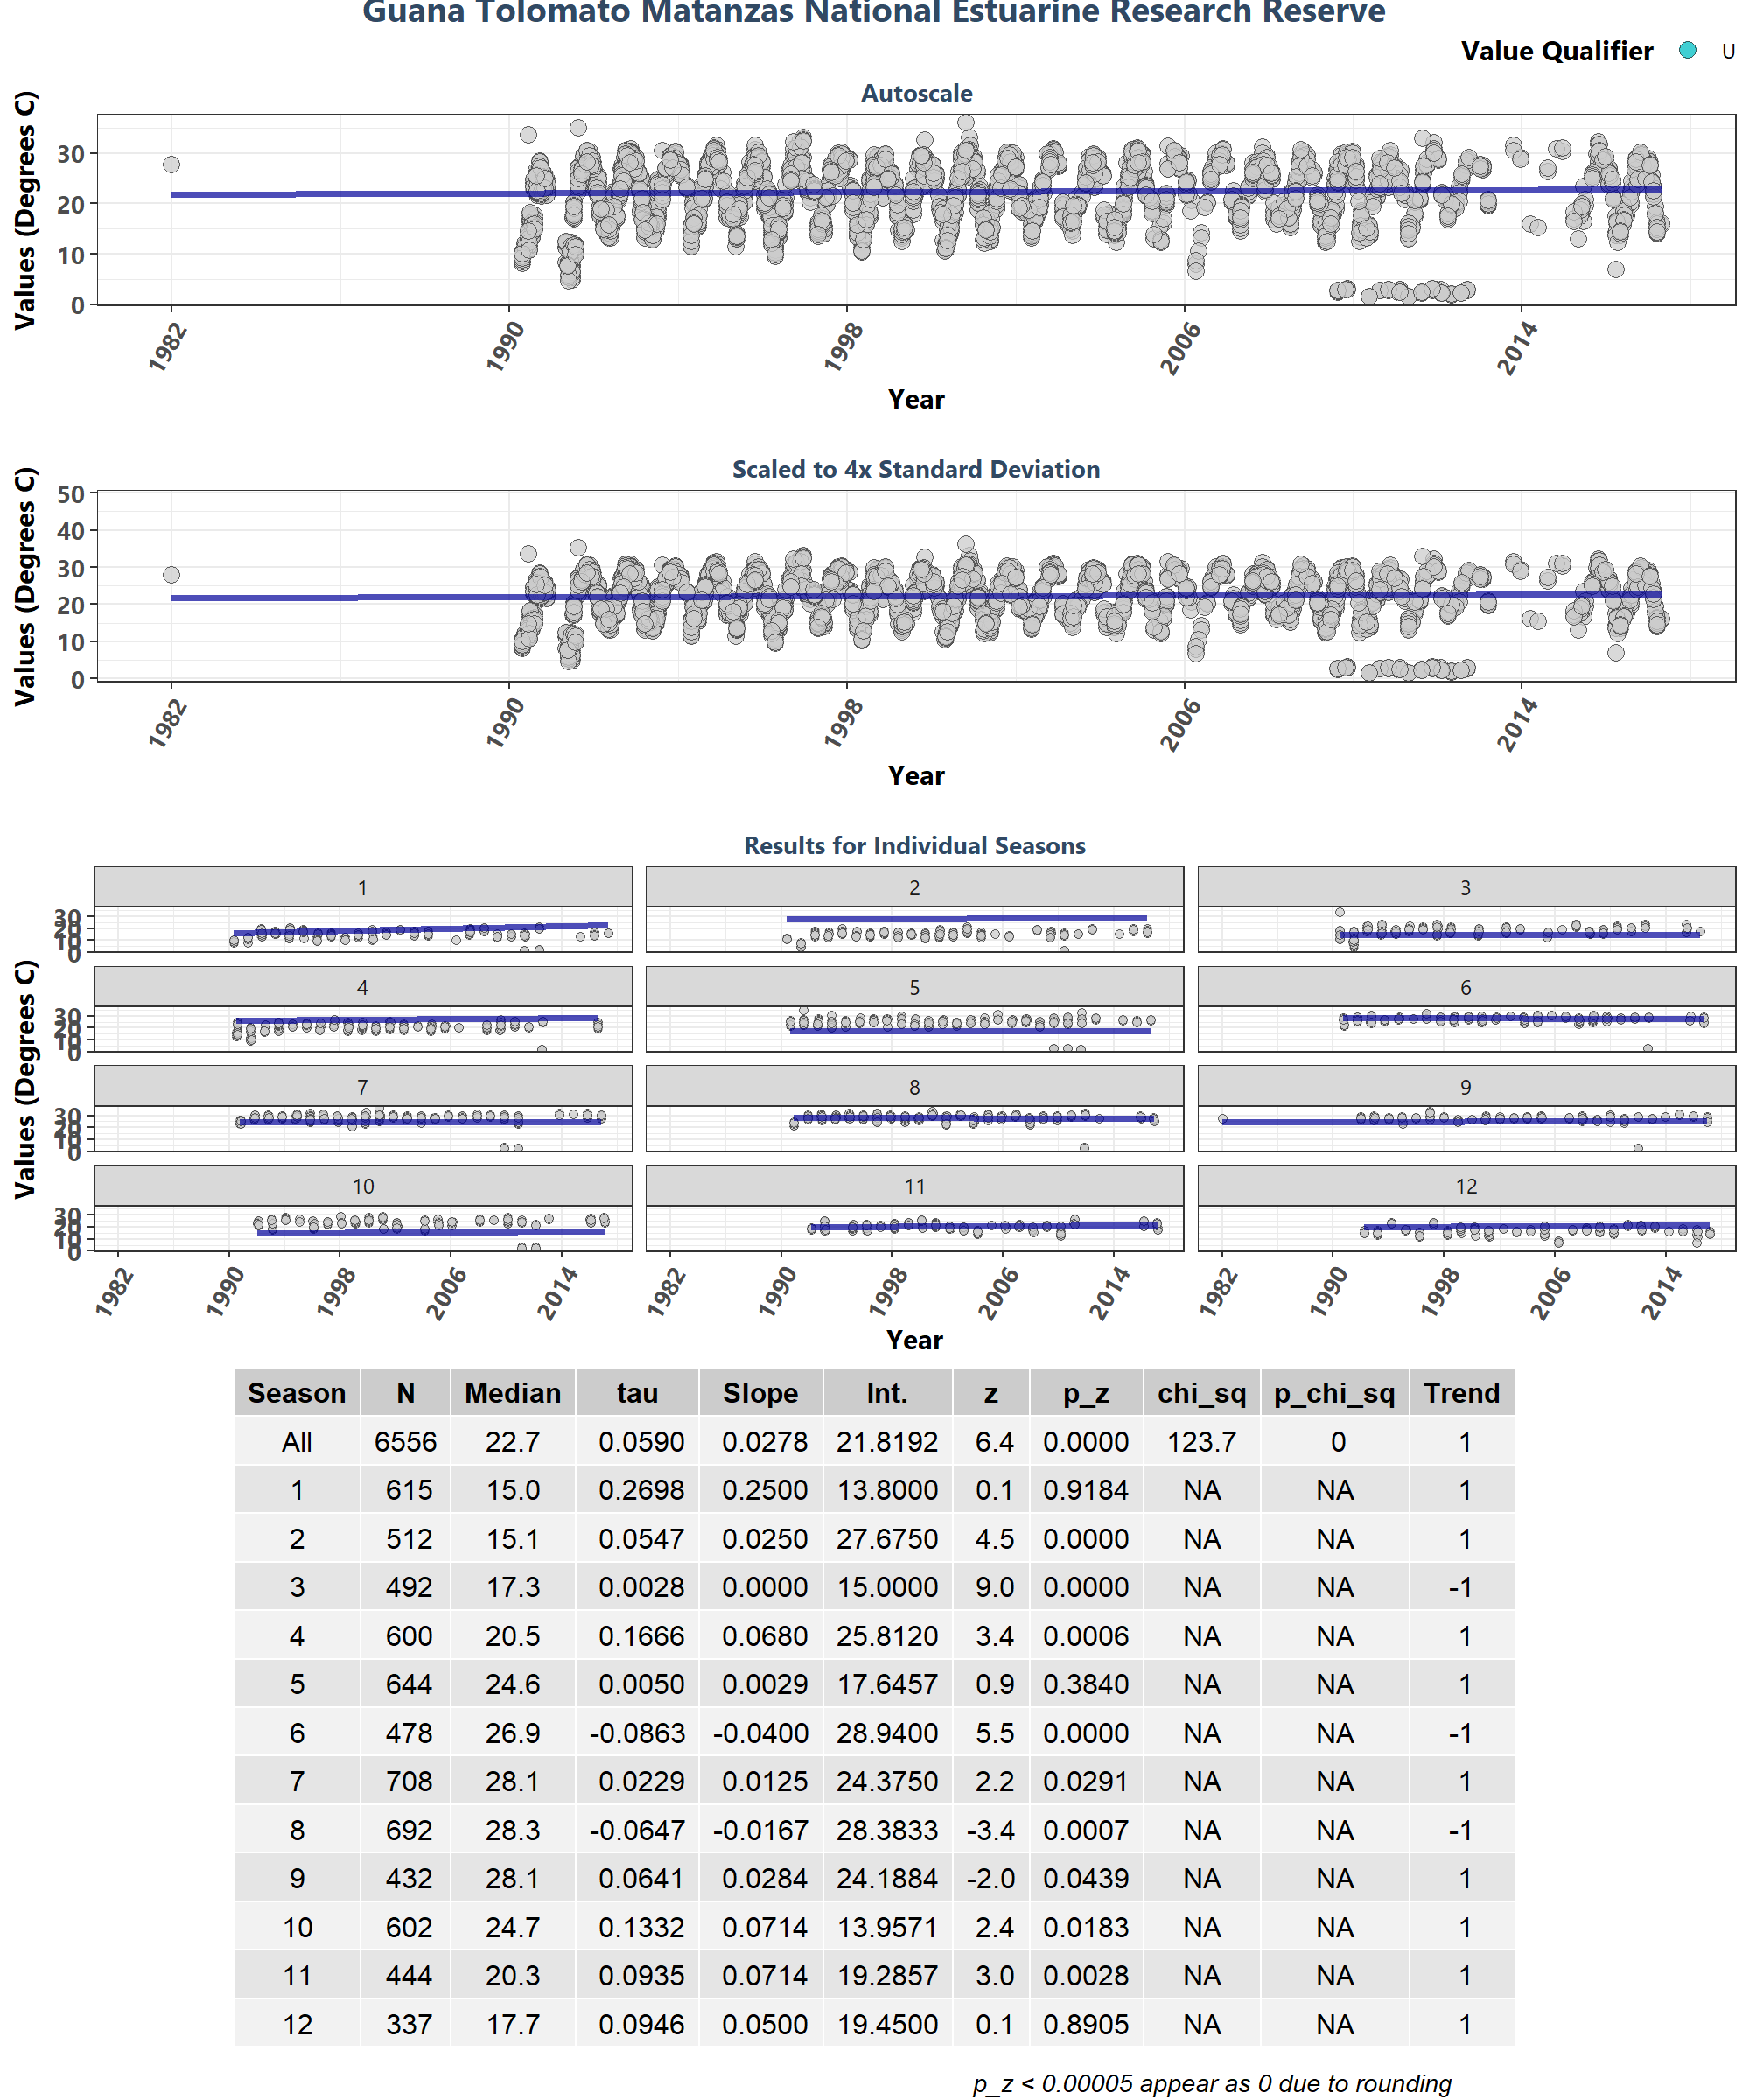 Guana Tolomato Matanzas National Estuarine Research Reserve
Value Qualifier U
Autoscale
Values (Degrees C)
30
20
10
0
1982 1990 1998 2006 2014
Year
Scaled to 4x Standard Deviation
Values (Degrees C)
50
40
30
20
10
0
1982 1990 1998 2006 2014
Year
Results for Individual Seasons
Values (Degrees C)
1 2 3
30
20
10
0
4 5 6
30
20
10
0
7 8 9
30
20
10
0
10 11 12
30
20
10
0
1982 1990 1998 2006 2014 1982 1990 1998 2006 2014 1982 1990 1998 2006 2014
Year
Season N Median tau Slope Int. z p_z chi_sq p_chi_sq Trend
All 6556 22.7 0.0590 0.0278 21.8192 6.4 0.0000 123.7 0 1
1 615 15.0 0.2698 0.2500 13.8000 0.1 0.9184 NA NA 1
2 512 15.1 0.0547 0.0250 27.6750 4.5 0.0000 NA NA 1
3 492 17.3 0.0028 0.0000 15.0000 9.0 0.0000 NA NA -1
4 600 20.5 0.1666 0.0680 25.8120 3.4 0.0006 NA NA 1
5 644 24.6 0.0050 0.0029 17.6457 0.9 0.3840 NA NA 1
6 478 26.9 -0.0863 -0.0400 28.9400 5.5 0.0000 NA NA -1
7 708 28.1 0.0229 0.0125 24.3750 2.2 0.0291 NA NA 1
8 692 28.3 -0.0647 -0.0167 28.3833 -3.4 0.0007 NA NA -1
9 432 28.1 0.0641 0.0284 24.1884 -2.0 0.0439 NA NA 1
10 602 24.7 0.1332 0.0714 13.9571 2.4 0.0183 NA NA 1
11 444 20.3 0.0935 0.0714 19.2857 3.0 0.0028 NA NA 1
12 337 17.7 0.0946 0.0500 19.4500 0.1 0.8905 NA NA 1
p_z < 0.00005 appear as 0 due to rounding